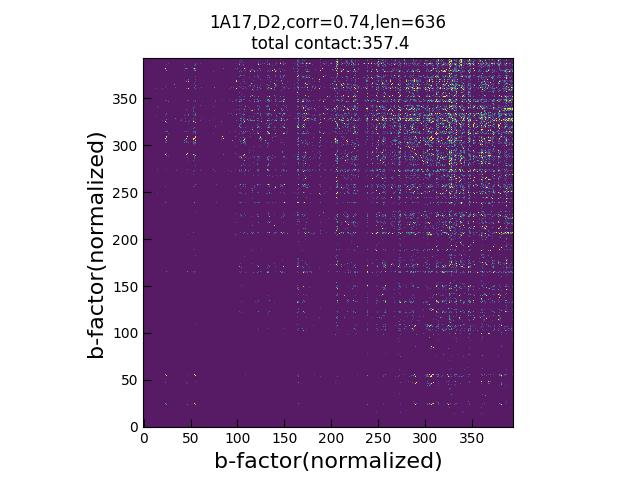 1A17,D2,corr=0.74,len=636
total contact:357.4
b-factor(normalized)
350
300
250
200
150
100
50
0
0 50 100 150 200 250 300 350
b-factor(normalized)